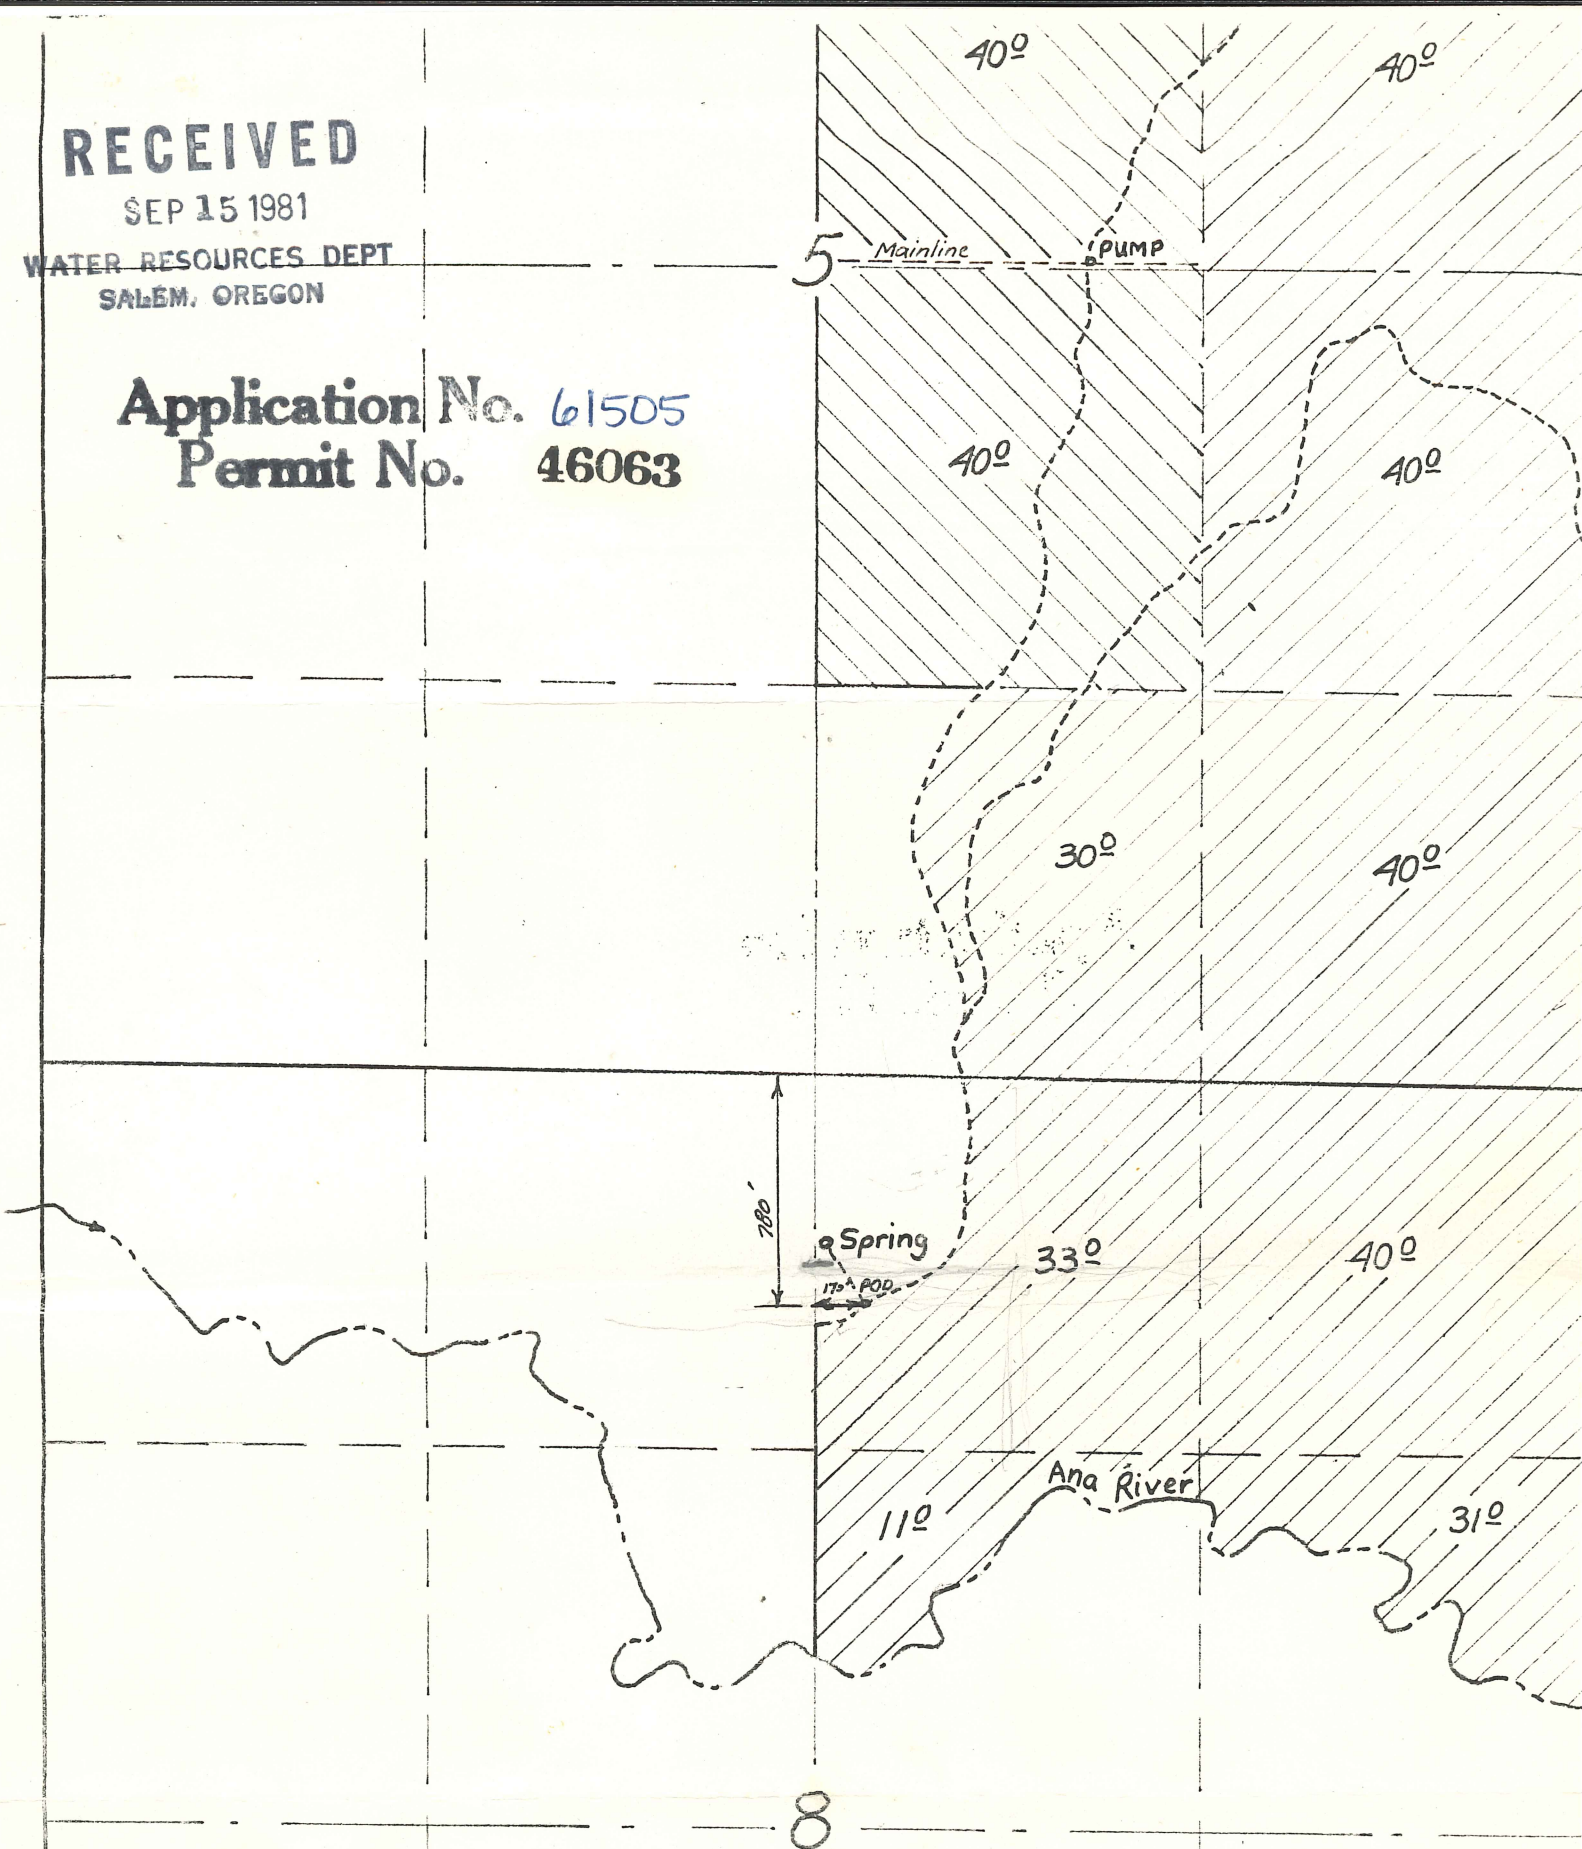 40º
40º
RECEIVED
SEP 15 1981
WATER RESOURCES DEPT
SALEM, OREGON
5
Mainline
PUMP
Application No. 61505
Permit No. 46063
40º
40º
30º
40º
780'
Spring
170' POD
33º
40º
Ana River
11º
31º
8